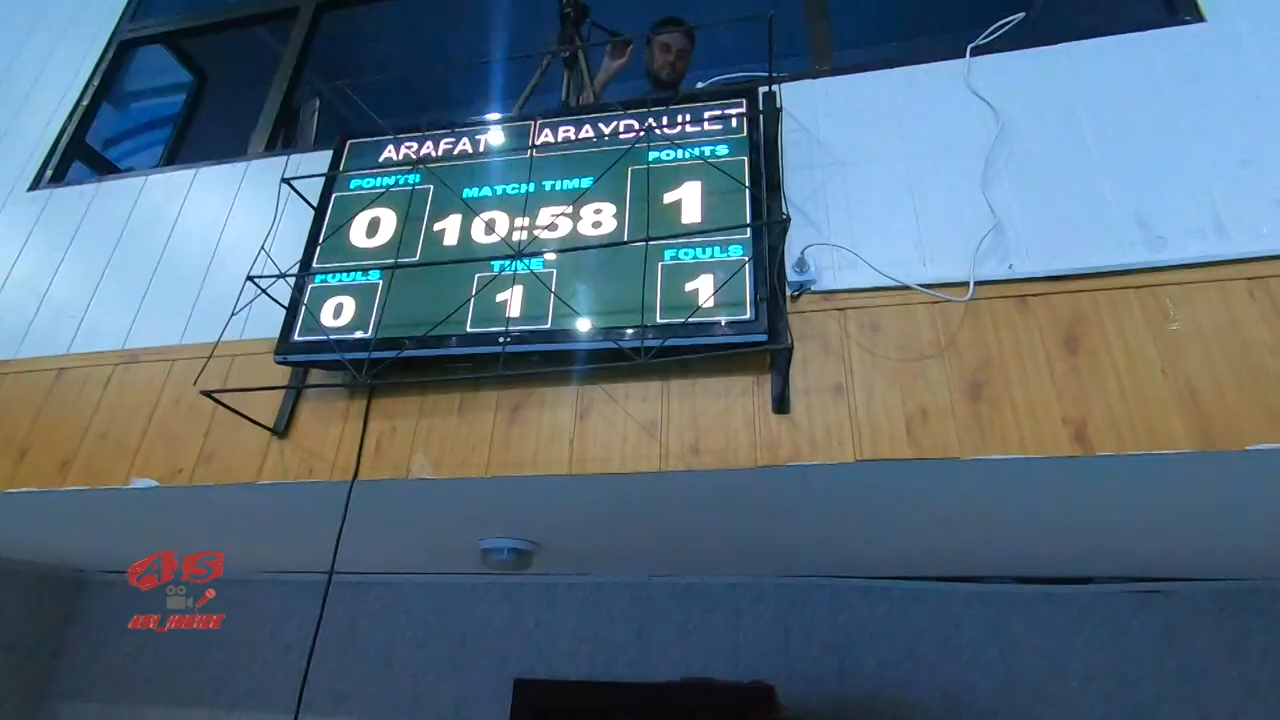 ARAFAT ARAYDAULET
POINTS MATCH TIME POINTS
0 10:58 1
FOULS TIME FOULS
0 1 1
AS